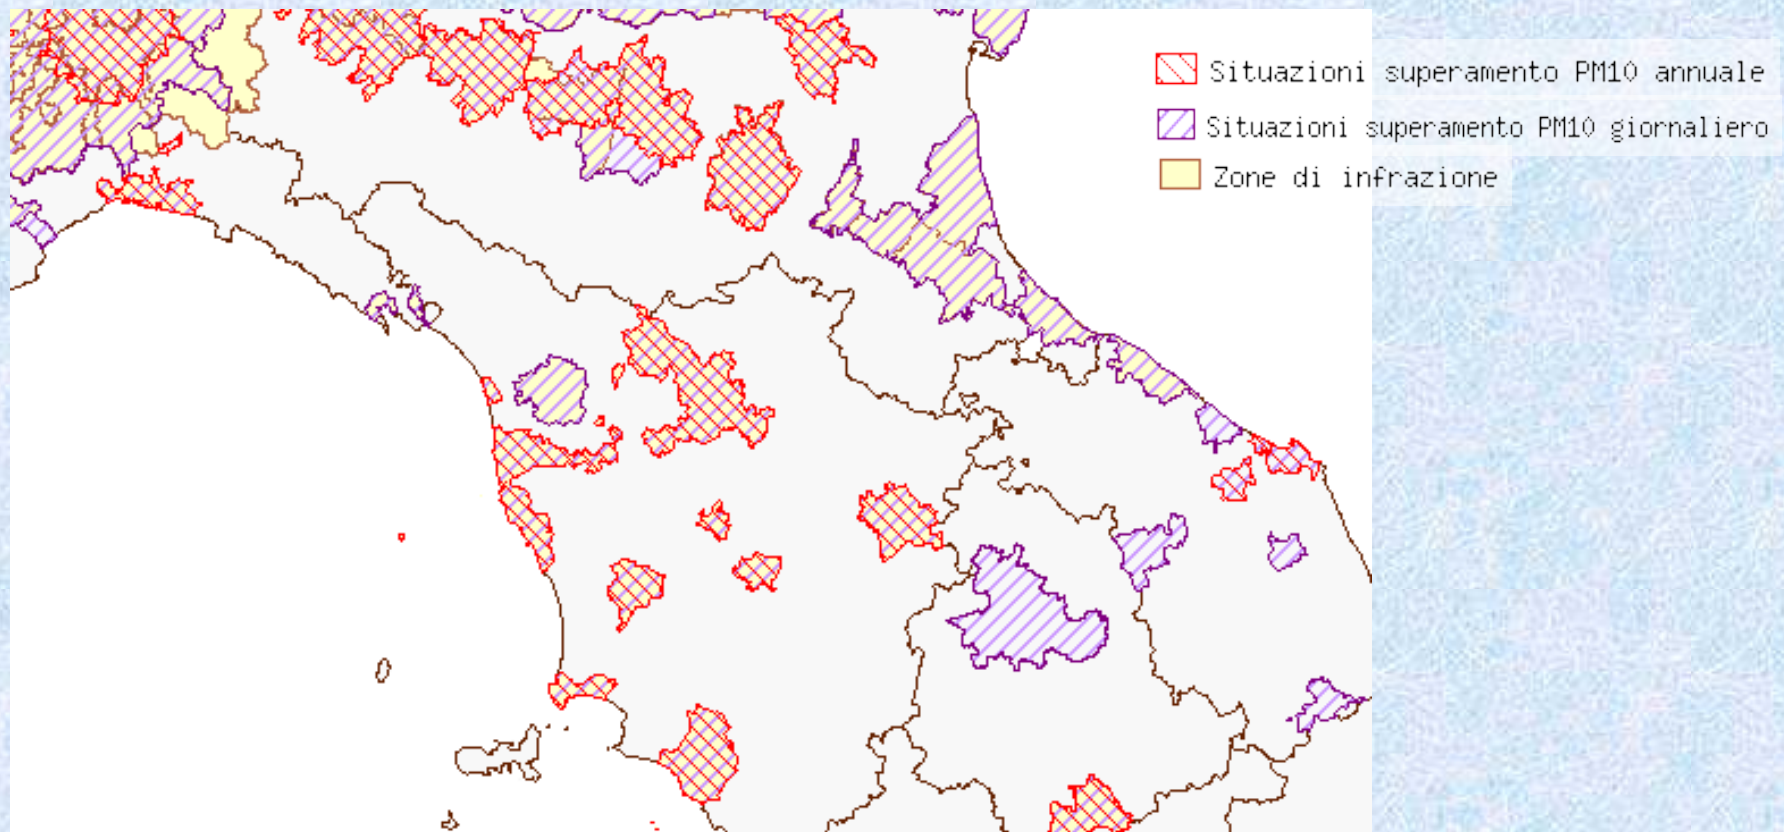 Situazioni superamento PM10 annuale
Situazioni superamento PM10 giornaliero
Zone di infrazione